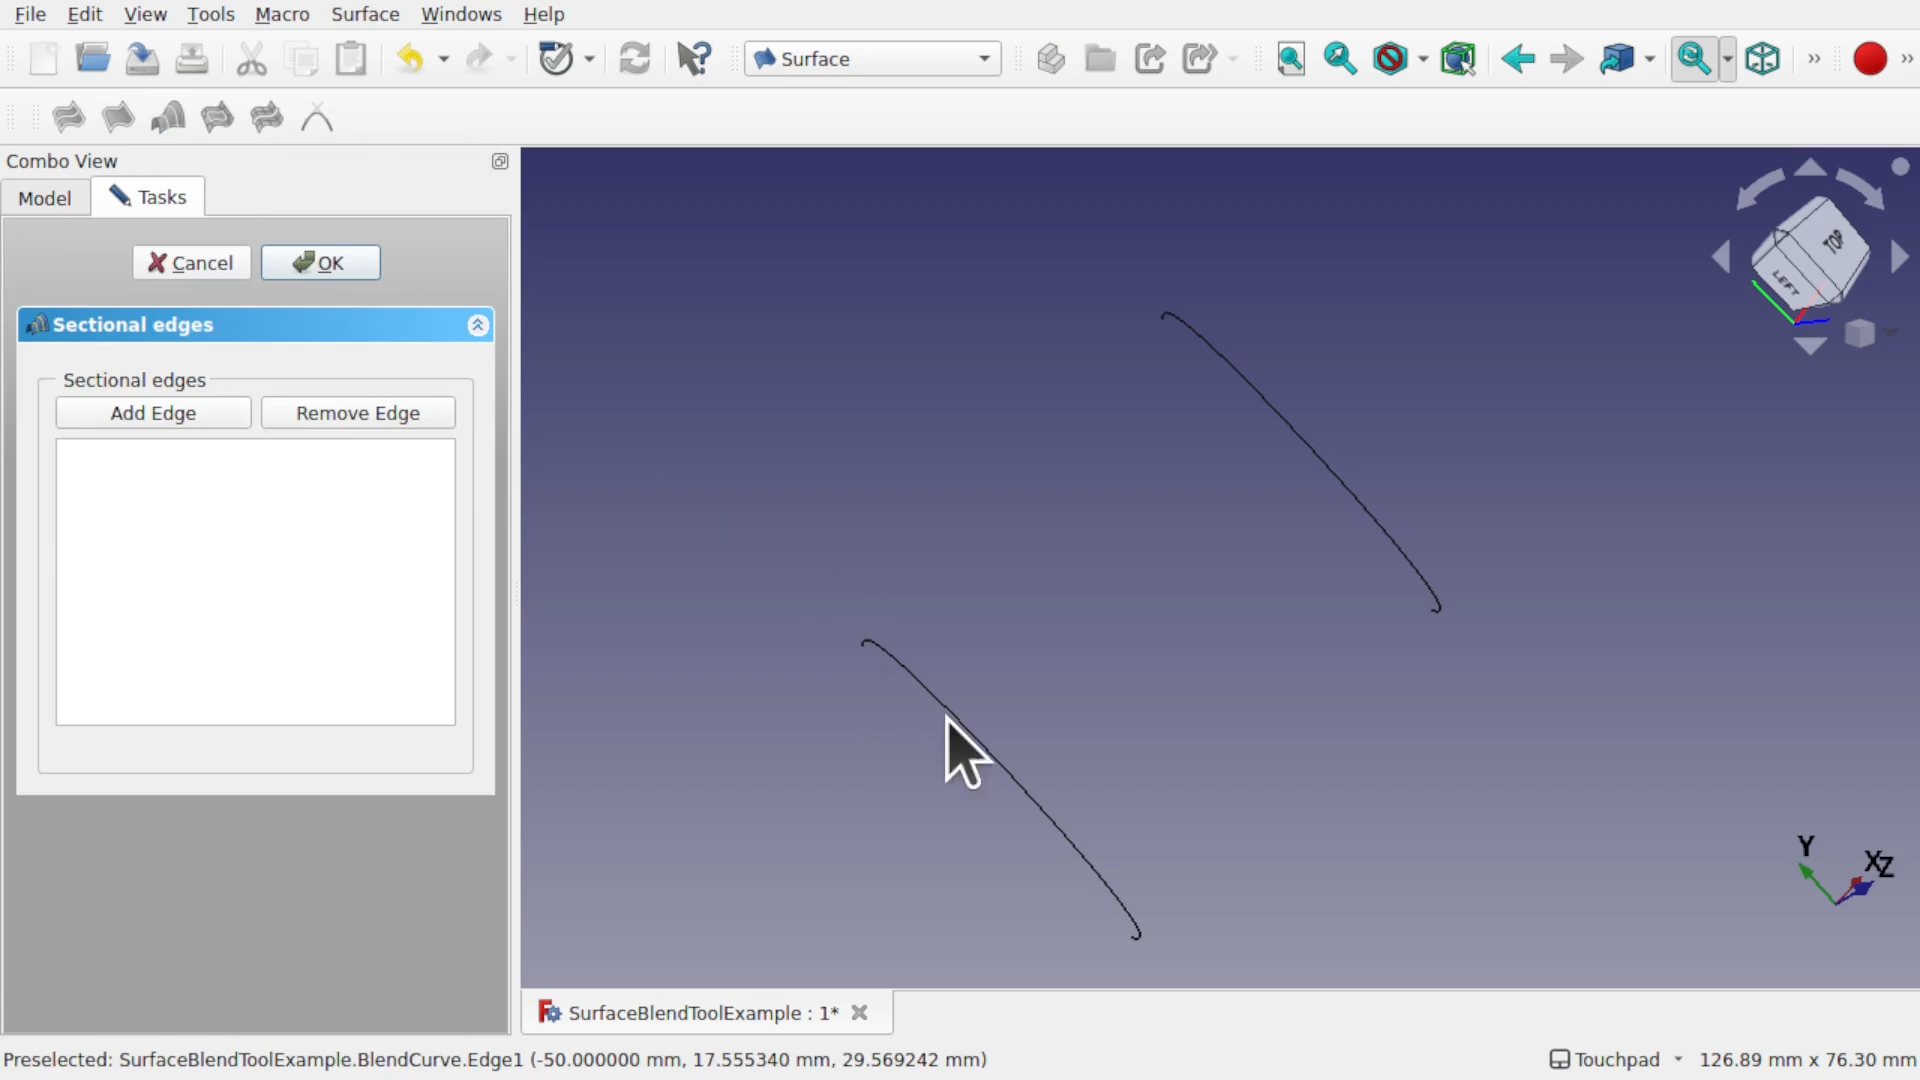 File Edit View Tools Macro Surface Windows Help
Surface
Combo View
Model Tasks
Cancel OK
Sectional edges
Sectional edges
Add Edge Remove Edge
TOP
LEFT
Y
X
Z
SurfaceBlendToolExample : 1*
Preselected: SurfaceBlendToolExample.BlendCurve.Edge1 (-50.000000 mm, 17.555340 mm, 29.569242 mm)
Touchpad 126.89 mm x 76.30 mm